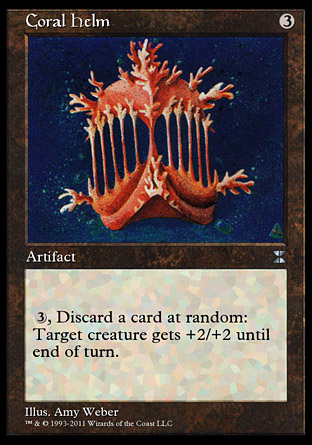 Coral Helm
3
Artifact
3, Discard a card at random:
Target creature gets +2/+2 until
end of turn.
Illus. Amy Weber
™ & © 1993-2011 Wizards of the Coast LLC